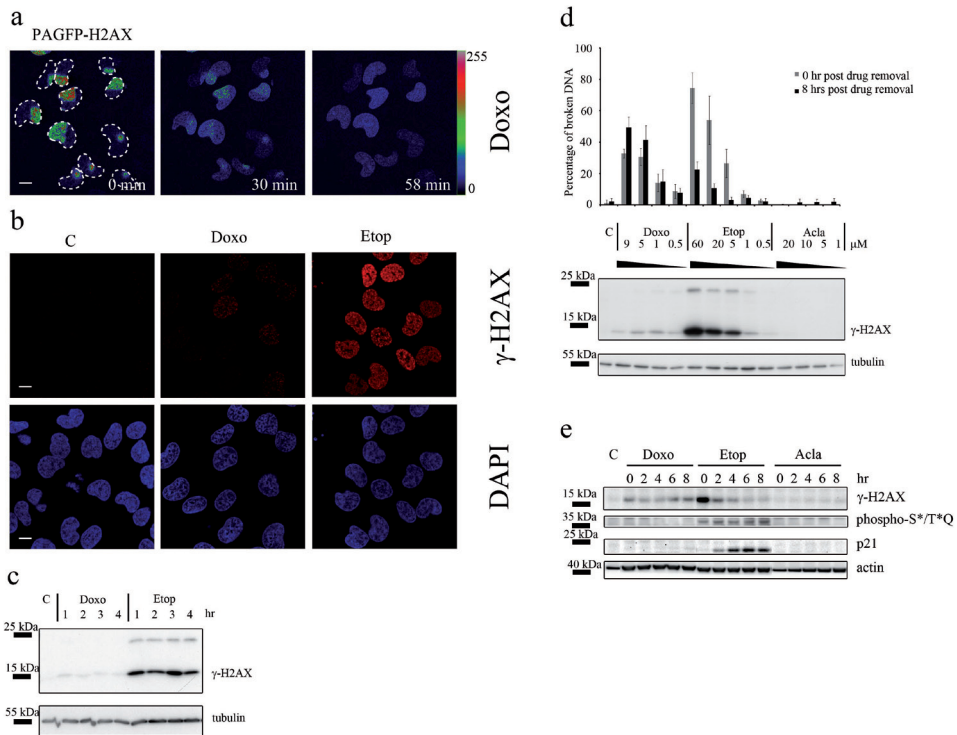 a
PAGFP-H2AX
0 min
30 min
58 min
255
0
Doxo
b
C
Doxo
Etop
γ-H2AX
DAPI
c
C
Doxo
Etop
1 2 3 4 1 2 3 4 hr
25 kDa
15 kDa
γ-H2AX
55 kDa
tubulin
d
Percentage of broken DNA
100
80
60
40
20
0
0 hr post drug removal
8 hrs post drug removal
C
Doxo
Etop
Acla
9 5 1 0.5 60 20 5 1 0.5 20 10 5 1 μM
25 kDa
15 kDa
γ-H2AX
55 kDa
tubulin
e
C
Doxo
Etop
Acla
0 2 4 6 8 0 2 4 6 8 0 2 4 6 8 hr
15 kDa
γ-H2AX
35 kDa
phospho-S*/T*Q
25 kDa
p21
40 kDa
actin